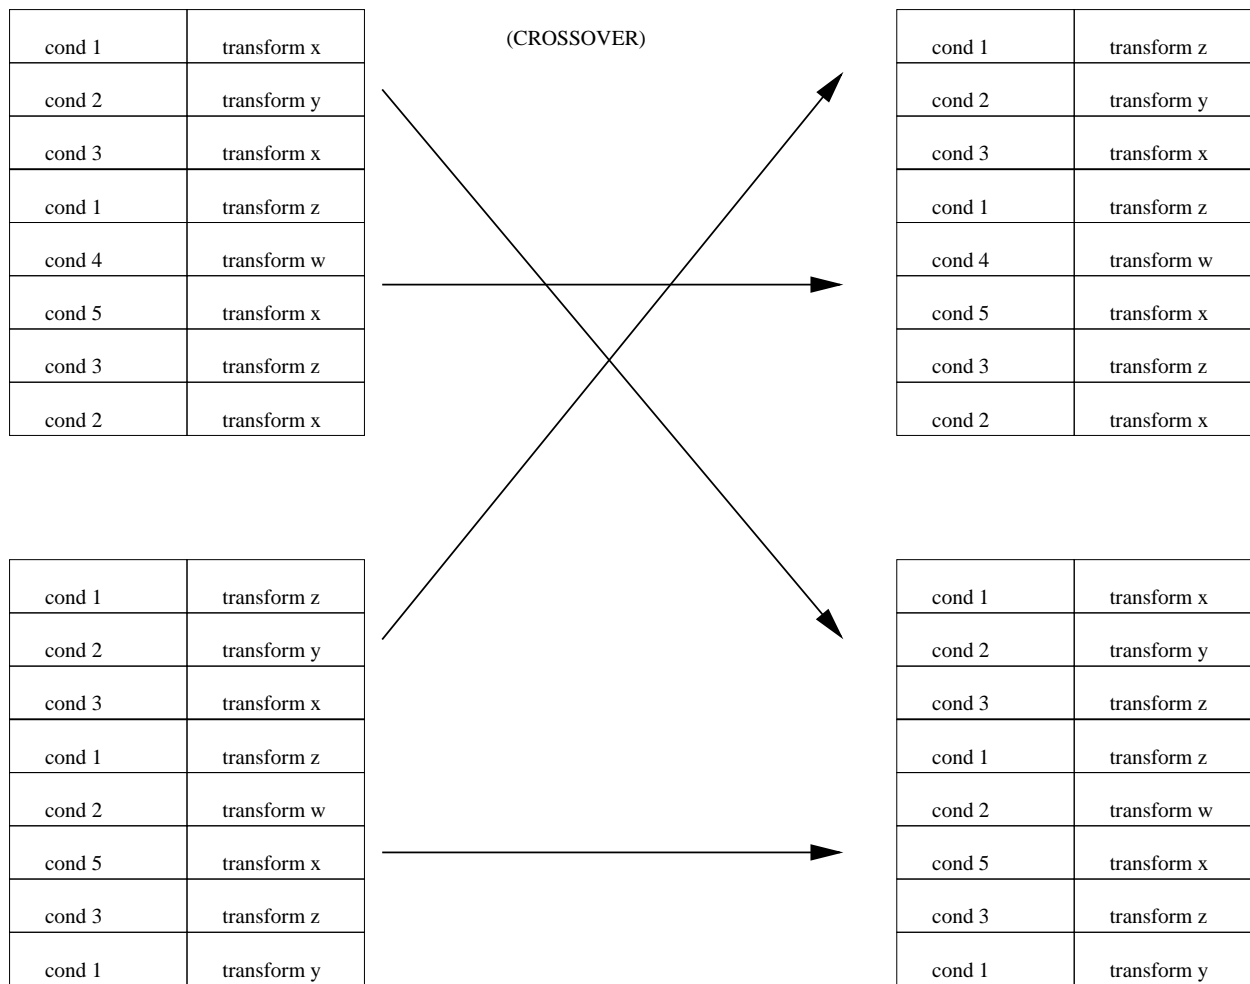 (CROSSOVER)
cond 1 transform x
cond 2 transform y
cond 3 transform x
cond 1 transform z
cond 4 transform w
cond 5 transform x
cond 3 transform z
cond 2 transform x
cond 1 transform z
cond 2 transform y
cond 3 transform x
cond 1 transform z
cond 4 transform w
cond 5 transform x
cond 3 transform z
cond 2 transform x
cond 1 transform z
cond 2 transform y
cond 3 transform x
cond 1 transform z
cond 2 transform w
cond 5 transform x
cond 3 transform z
cond 1 transform y
cond 1 transform x
cond 2 transform y
cond 3 transform z
cond 1 transform z
cond 2 transform w
cond 5 transform x
cond 3 transform z
cond 1 transform y